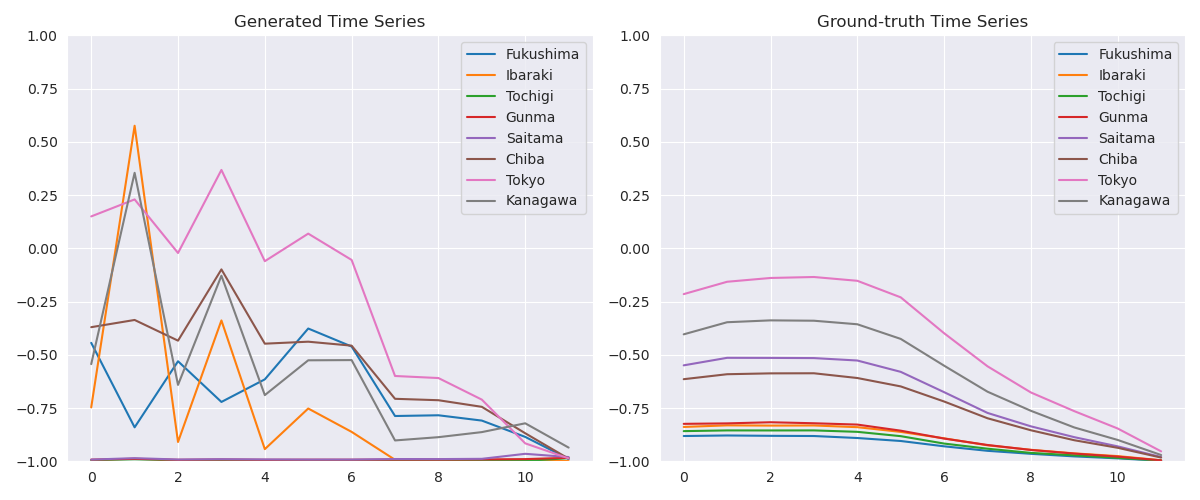 Generated Time Series
1.00
0.75
0.50
0.25
0.00
−0.25
−0.50
−0.75
−1.00
0 2 4 6 8 10
Fukushima
Ibaraki
Tochigi
Gunma
Saitama
Chiba
Tokyo
Kanagawa
Ground-truth Time Series
1.00
0.75
0.50
0.25
0.00
−0.25
−0.50
−0.75
−1.00
0 2 4 6 8 10
Fukushima
Ibaraki
Tochigi
Gunma
Saitama
Chiba
Tokyo
Kanagawa